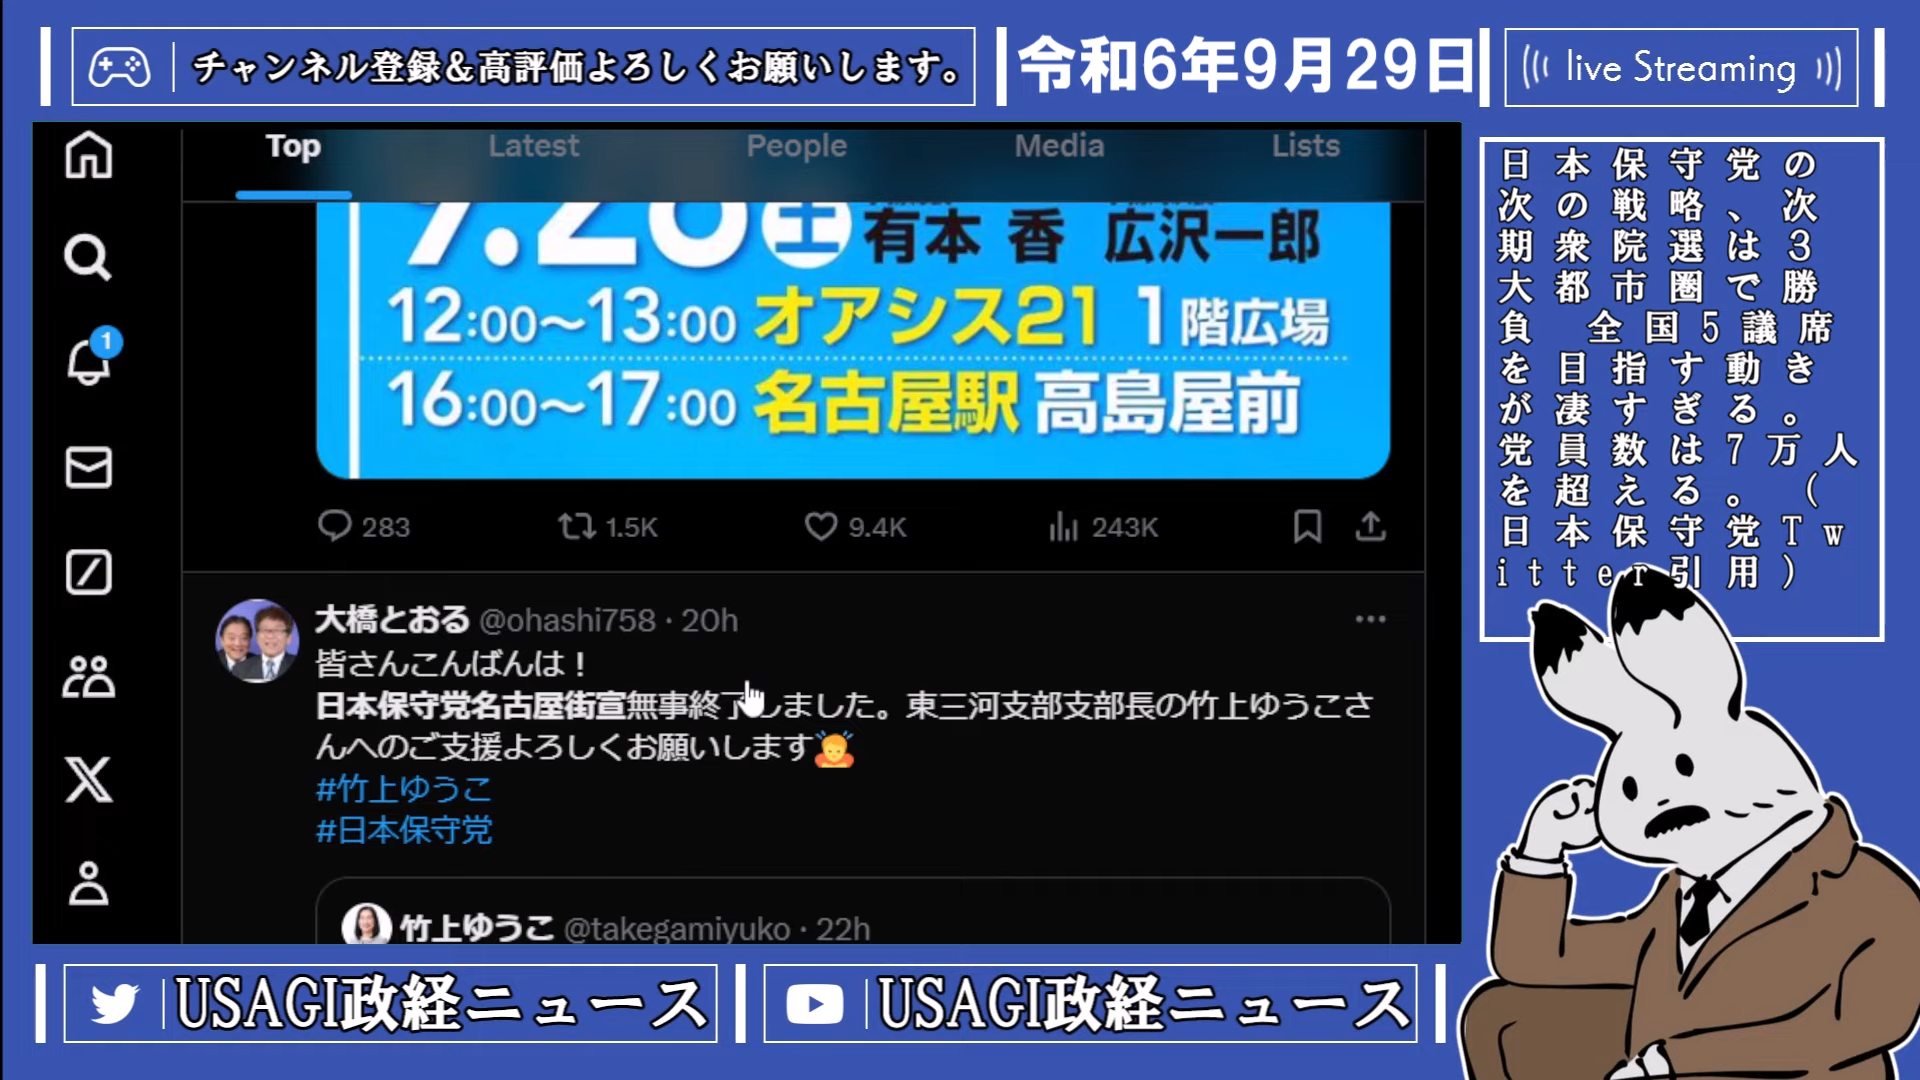 チャンネル登録＆高評価よろしくお願いします。
令和6年9月29日
live Streaming
Top
Latest
People
Media
Lists
1
9.28 土 有本 香 広沢一郎
12:00〜13:00 オアシス21 1階広場
16:00〜17:00 名古屋駅 高島屋前
283
1.5K
9.4K
243K
大橋とおる @ohashi758 · 20h
皆さんこんばんは！
日本保守党名古屋街宣無事終了しました。東三河支部支部長の竹上ゆうこさ
んへのご支援よろしくお願いします🙇
#竹上ゆうこ
#日本保守党
竹上ゆうこ @takegamiyuko · 22h
日本保守党の
次の戦略、次
期衆院選は3
大都市圏で勝
負 全国5議席
を目指す動き
が凄すぎる。
党員数は7万人
を超える。（
日本保守党Tw
itter引用）
USAGI政経ニュース
USAGI政経ニュース